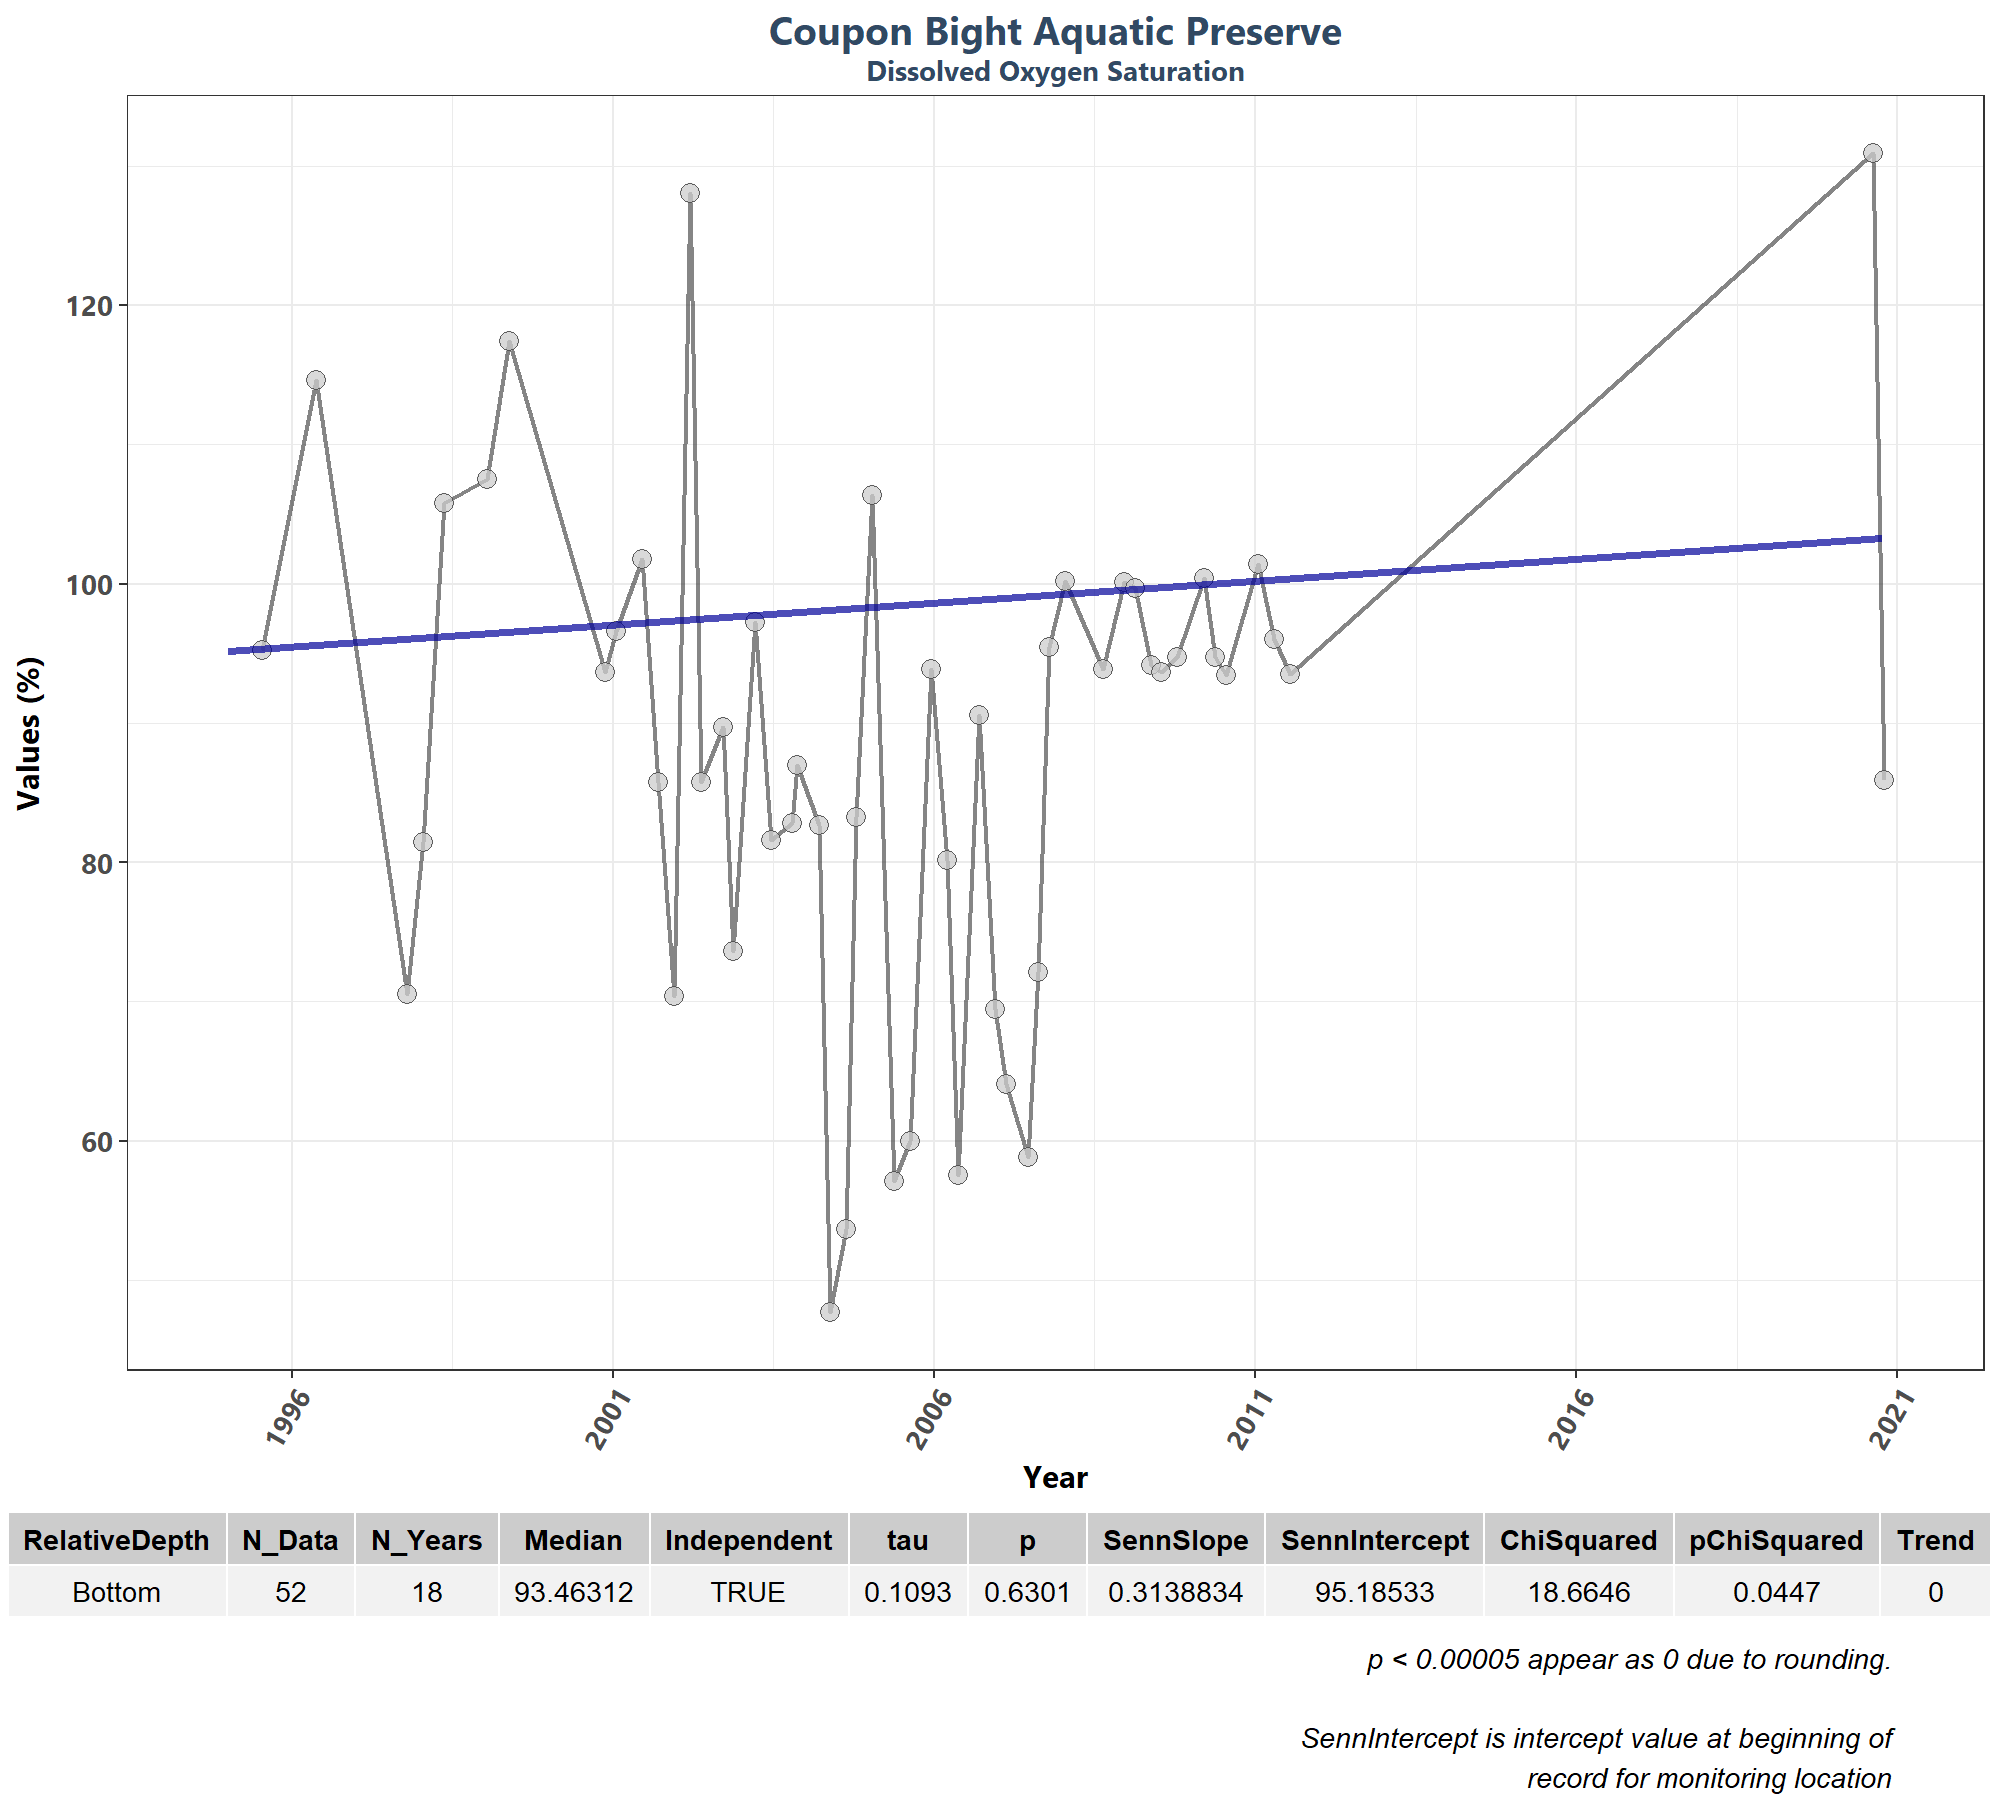 Coupon Bight Aquatic Preserve
Dissolved Oxygen Saturation
Values (%)
120
100
80
60
1996
2001
2006
2011
2016
2021
Year
RelativeDepth N_Data N_Years Median Independent tau p SennSlope SennIntercept ChiSquared pChiSquared Trend
Bottom 52 18 93.46312 TRUE 0.1093 0.6301 0.3138834 95.18533 18.6646 0.0447 0
p < 0.00005 appear as 0 due to rounding.
SennIntercept is intercept value at beginning of
record for monitoring location